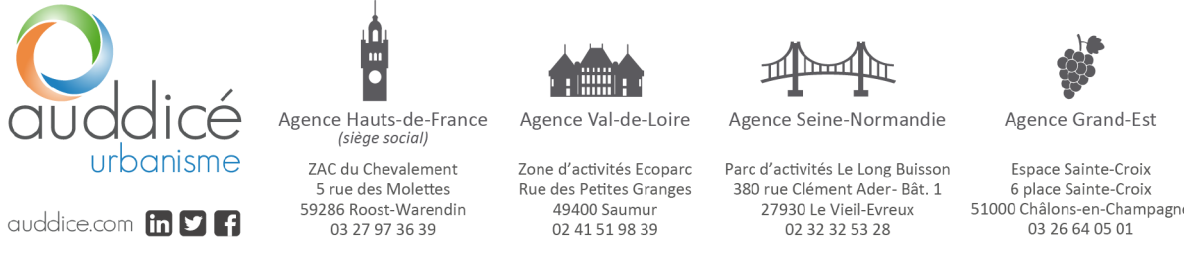 auddicé
urbanisme
auddice.com
Agence Hauts-de-France
(siège social)
ZAC du Chevalement
5 rue des Molettes
59286 Roost-Warendin
03 27 97 36 39
Agence Val-de-Loire
Zone d'activités Ecoparc
Rue des Petites Granges
49400 Saumur
02 41 51 98 39
Agence Seine-Normandie
Parc d'activités Le Long Buisson
380 rue Clément Ader- Bât. 1
27930 Le Vieil-Evreux
02 32 32 53 28
Agence Grand-Est
Espace Sainte-Croix
6 place Sainte-Croix
51000 Châlons-en-Champagne
03 26 64 05 01